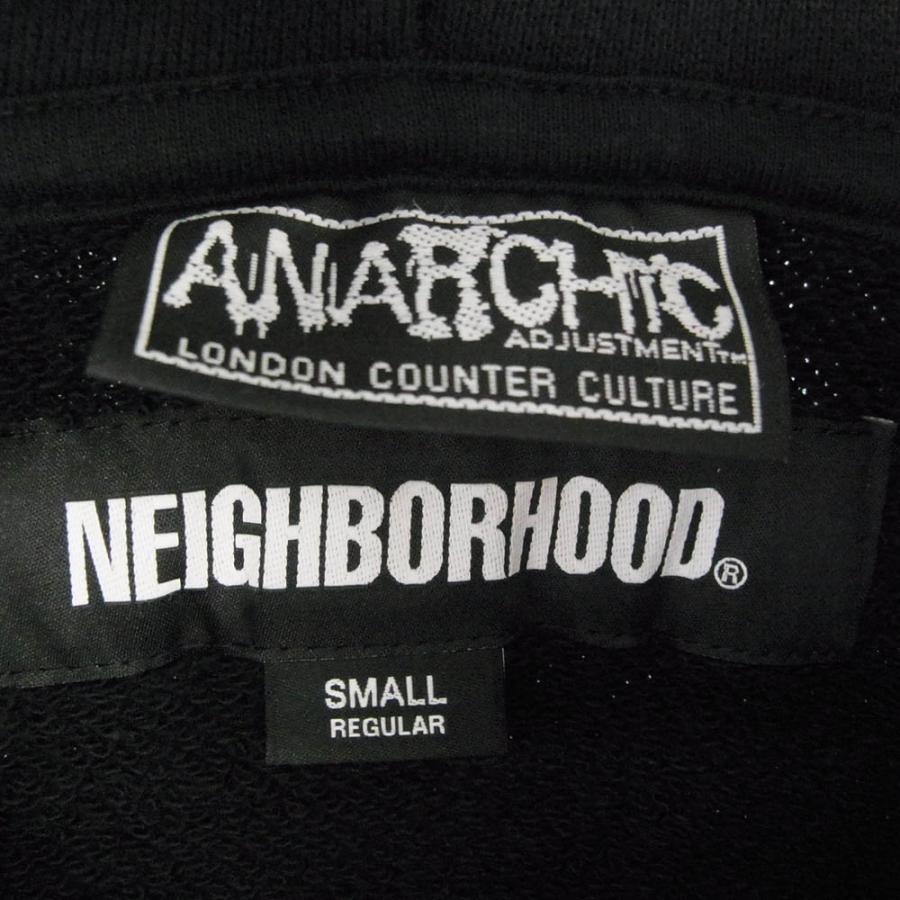 ANARCHIC
ADJUSTMENT™
LONDON COUNTER CULTURE
NEIGHBORHOOD®
SMALL
REGULAR